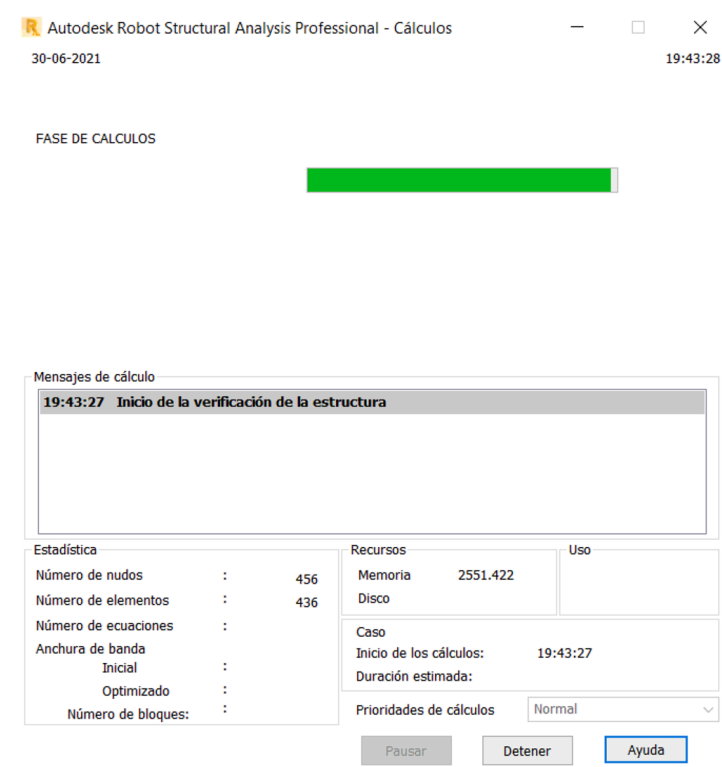 Autodesk Robot Structural Analysis Professional - Cálculos
30-06-2021 19:43:28
FASE DE CALCULOS
Mensajes de cálculo
19:43:27 Inicio de la verificación de la estructura
Estadística
Número de nudos : 456
Número de elementos : 436
Número de ecuaciones :
Anchura de banda
Inicial :
Optimizado :
Número de bloques: :
Recursos
Memoria 2551.422
Disco
Uso
Caso
Inicio de los cálculos: 19:43:27
Duración estimada:
Prioridades de cálculos Normal
Pausar Detener Ayuda